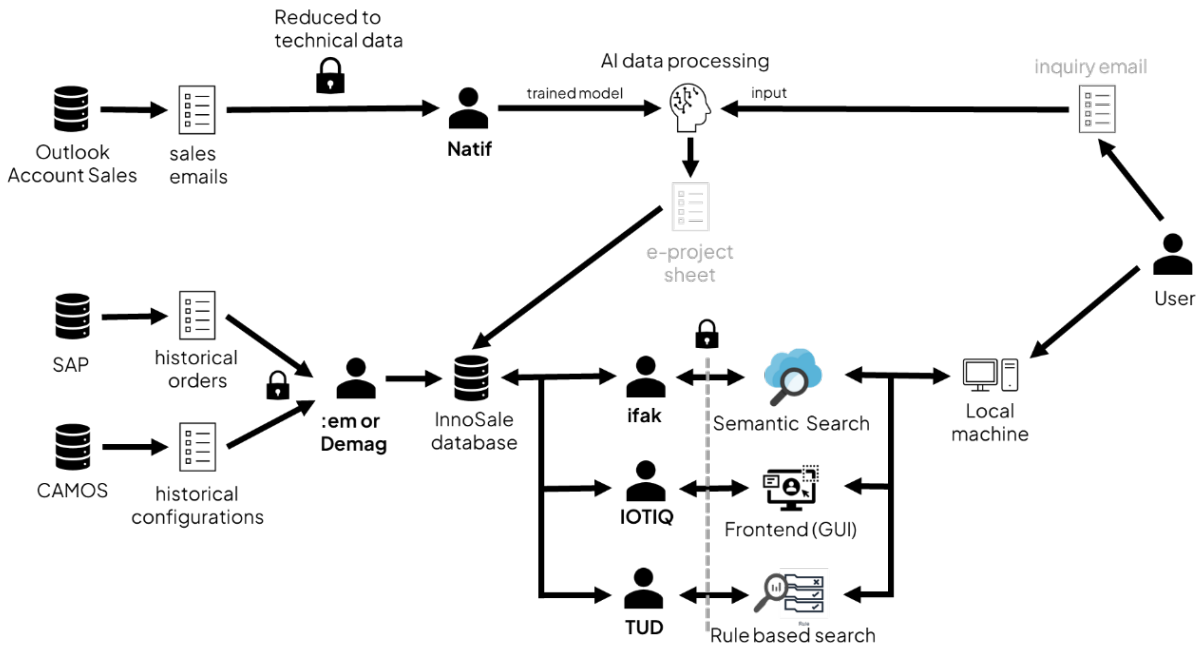 Reduced to
technical data
AI data processing
inquiry email
trained model
input
Outlook
Account Sales
sales
emails
Natif
e-project
sheet
User
SAP
historical
orders
:em or
Demag
InnoSale
database
ifak
Semantic Search
Local
machine
CAMOS
historical
configurations
IOTIQ
Frontend (GUI)
TUD
Rule
Rule based search